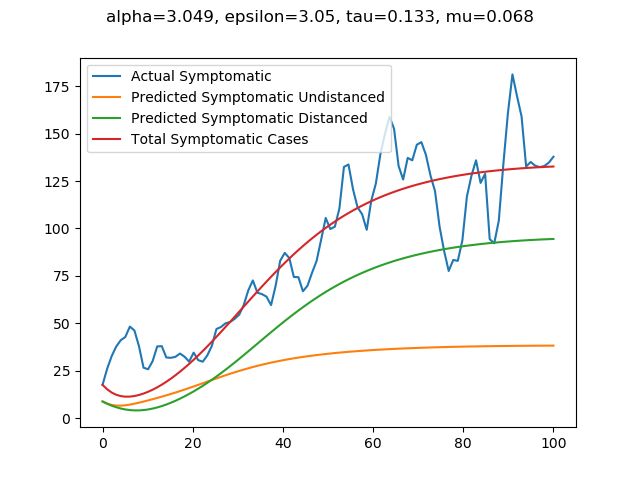 alpha=3.049, epsilon=3.05, tau=0.133, mu=0.068
Actual Symptomatic
Predicted Symptomatic Undistanced
Predicted Symptomatic Distanced
Total Symptomatic Cases
175
150
125
100
75
50
25
0
0 20 40 60 80 100